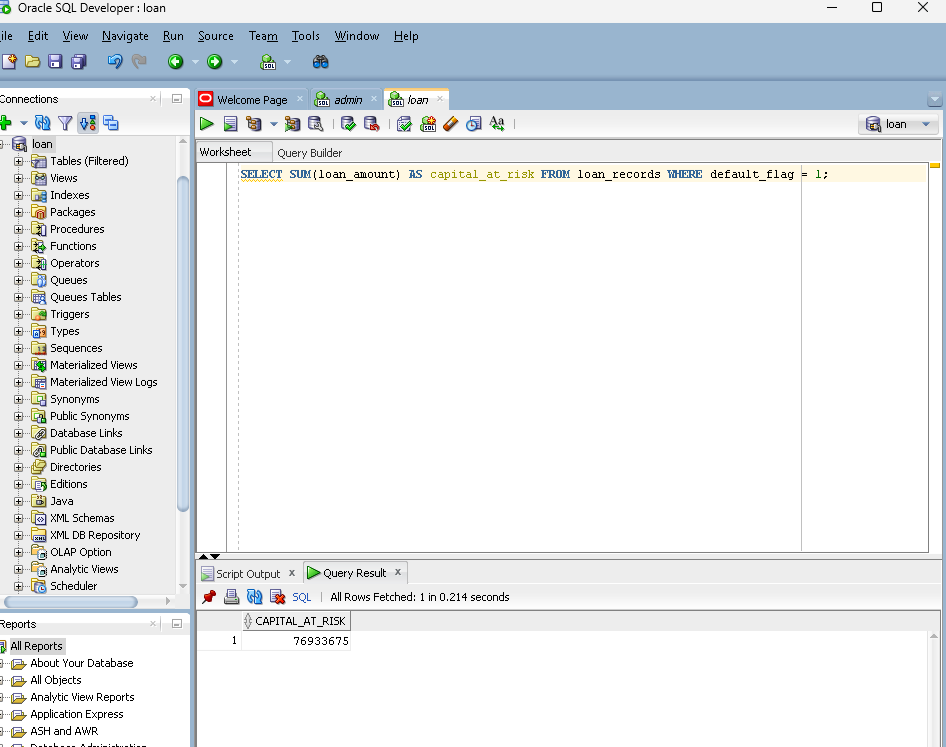 Oracle SQL Developer : loan
ile Edit View Navigate Run Source Team Tools Window Help
Connections
Welcome Page admin loan
loan
Worksheet Query Builder
SELECT SUM(loan_amount) AS capital_at_risk FROM loan_records WHERE default_flag = 1;
loan
Tables (Filtered)
Views
Indexes
Packages
Procedures
Functions
Operators
Queues
Queues Tables
Triggers
Types
Sequences
Materialized Views
Materialized View Logs
Synonyms
Public Synonyms
Database Links
Public Database Links
Directories
Editions
Java
XML Schemas
XML DB Repository
OLAP Option
Analytic Views
Scheduler
Script Output Query Result
SQL All Rows Fetched: 1 in 0.214 seconds
CAPITAL_AT_RISK
1 76933675
Reports
All Reports
About Your Database
All Objects
Analytic View Reports
Application Express
ASH and AWR
Database Administration